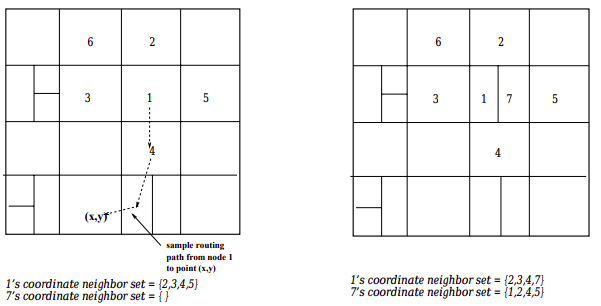 6 2
3 1 5
4
(x,y)
sample routing
path from node 1
to point (x,y)
1's coordinate neighbor set = {2,3,4,5}
7's coordinate neighbor set = { }
6 2
3 1 7 5
4
1's coordinate neighbor set = {2,3,4,7}
7's coordinate neighbor set = {1,2,4,5}